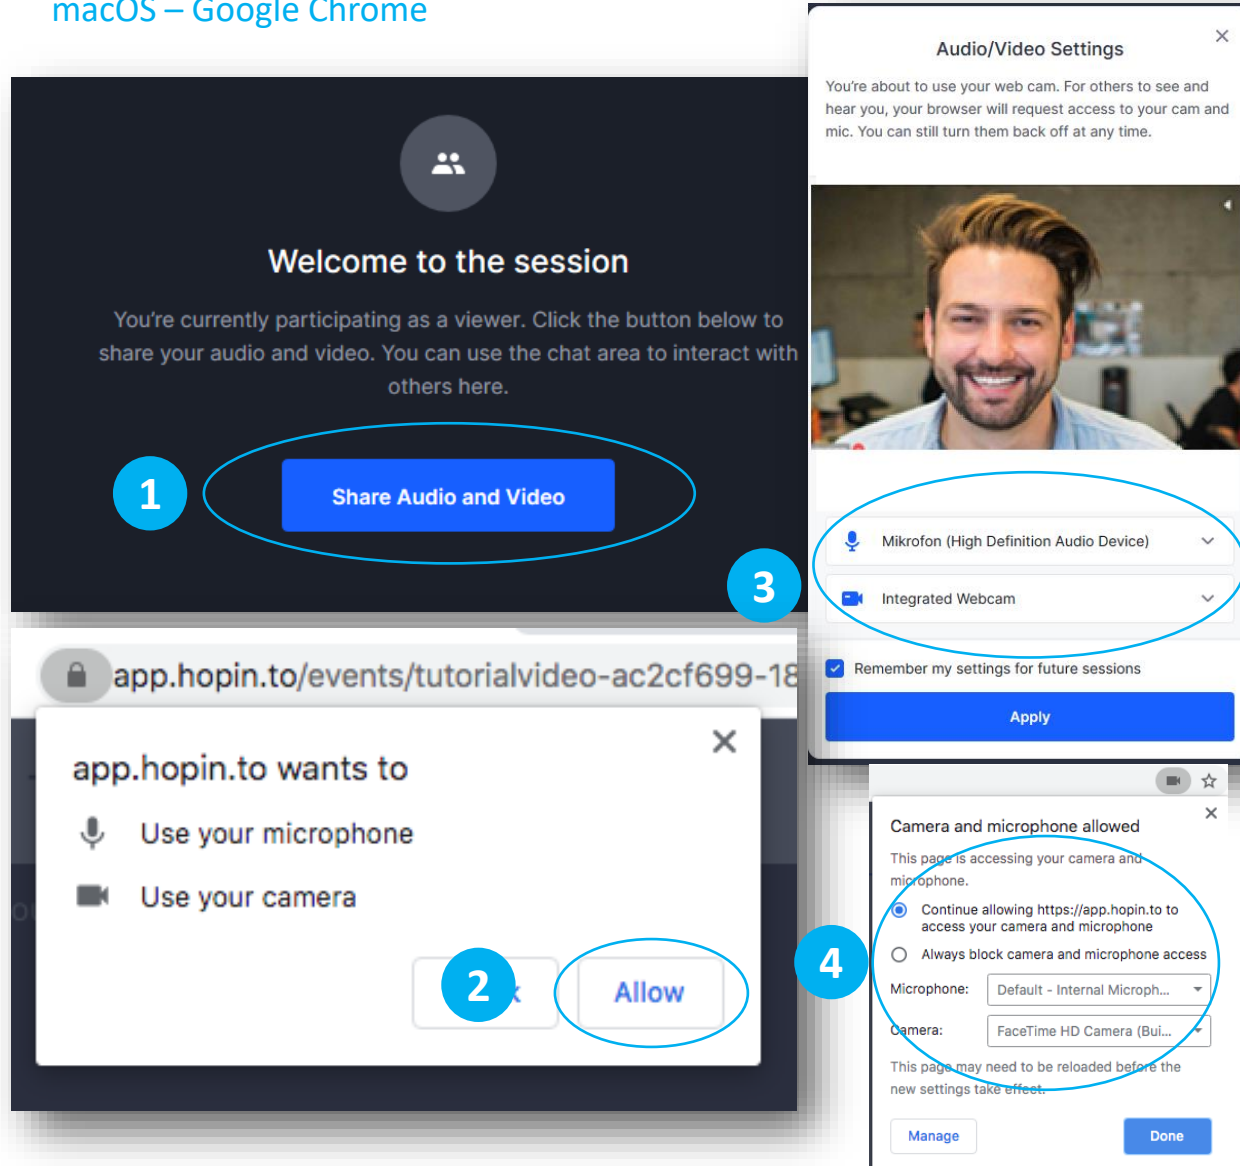 macOS – Google Chrome
Welcome to the session
You're currently participating as a viewer. Click the button below to
share your audio and video. You can use the chat area to interact with
others here.
1
Share Audio and Video
app.hopin.to/events/tutorialvideo-ac2cf699-18
app.hopin.to wants to
Use your microphone
Use your camera
2
Allow
Audio/Video Settings
You're about to use your web cam. For others to see and
hear you, your browser will request access to your cam and
mic. You can still turn them back off at any time.
3
Mikrofon (High Definition Audio Device)
Integrated Webcam
Remember my settings for future sessions
Apply
Camera and microphone allowed
This page is accessing your camera and
microphone.
Continue allowing https://app.hopin.to to
access your camera and microphone
Always block camera and microphone access
4
Microphone: Default - Internal Microph...
Camera: FaceTime HD Camera (Bui...
This page may need to be reloaded before the
new settings take effect.
Manage
Done